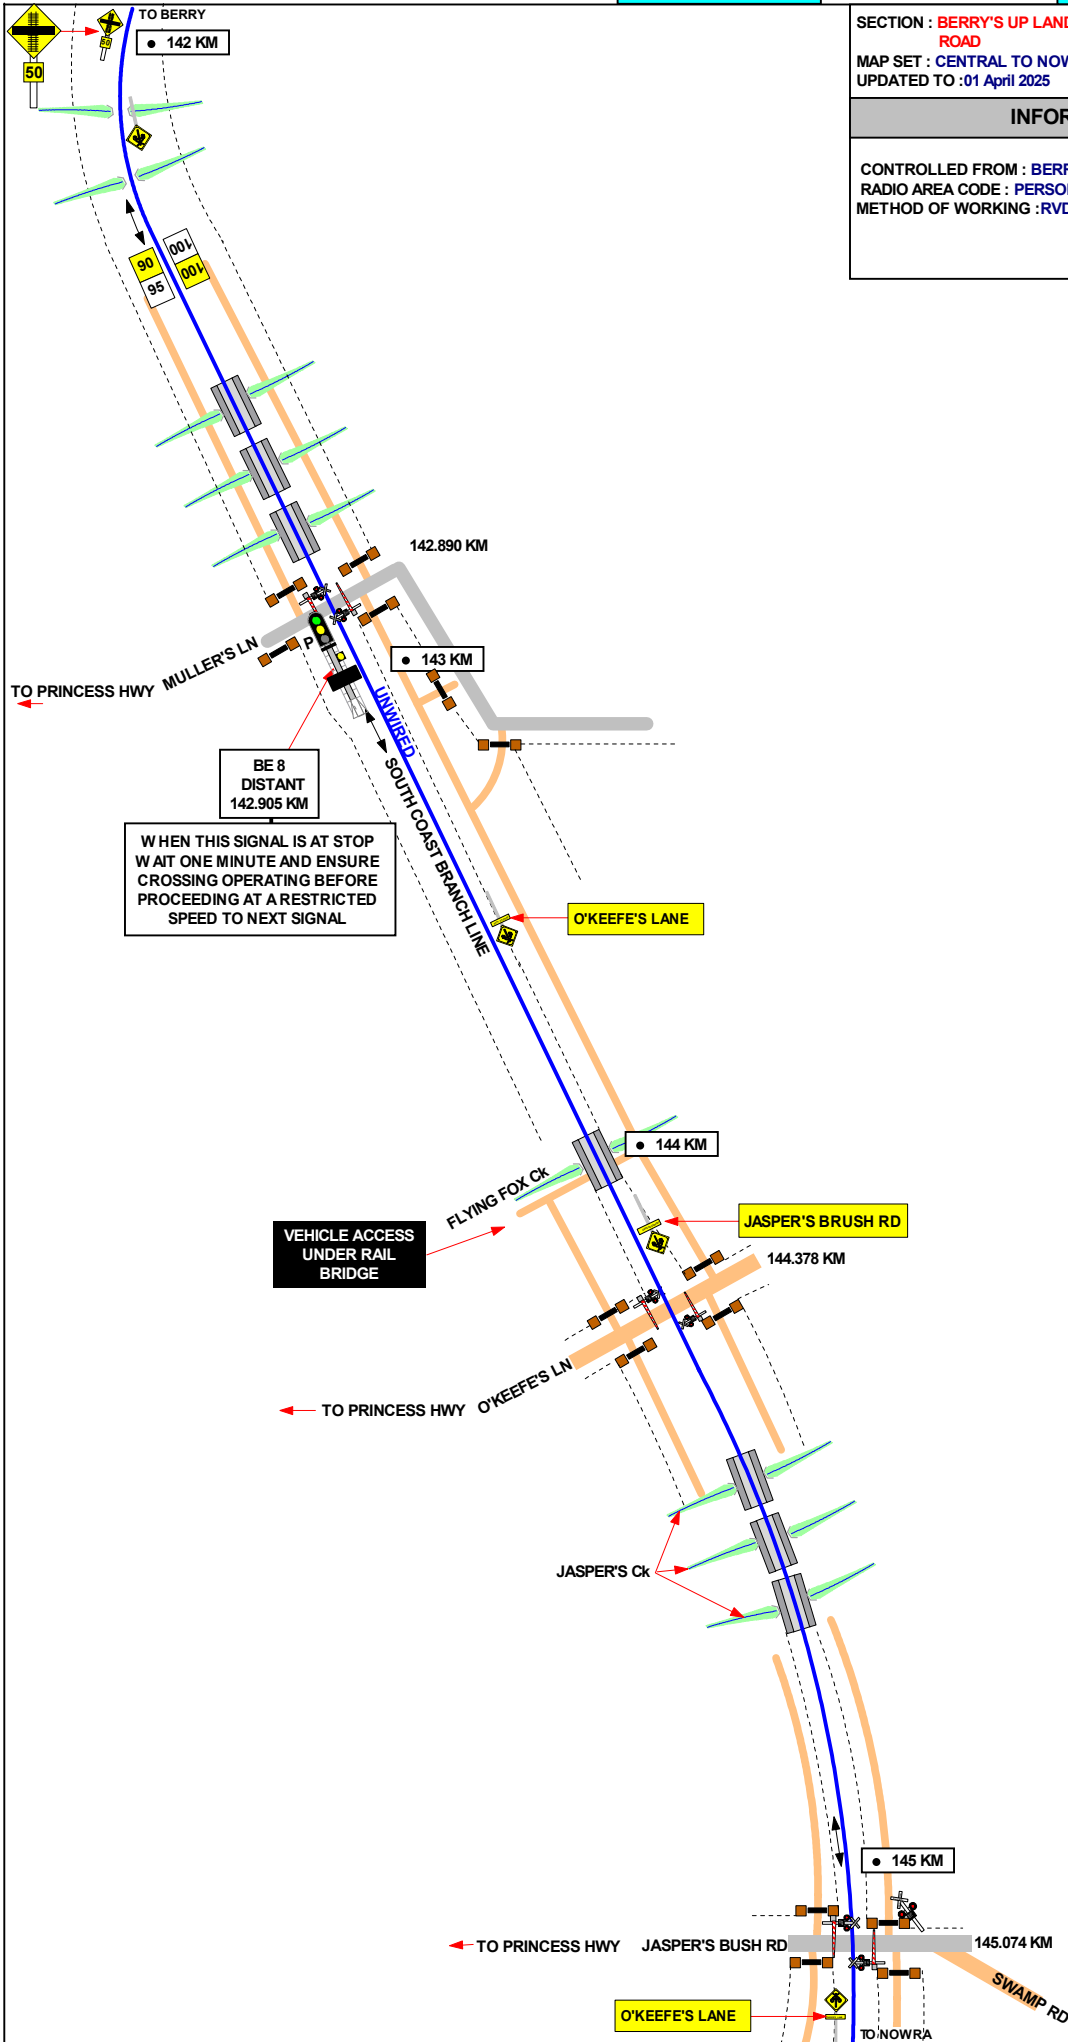 TO BERRY
142 KM
50
50
SECTION : BERRY'S UP LAND
ROAD
MAP SET : CENTRAL TO NOW
UPDATED TO :01 April 2025
INFOR
CONTROLLED FROM : BERR
RADIO AREA CODE : PERSO
METHOD OF WORKING :RVD
90
95
100
100
142.890 KM
MULLER'S LN
P
143 KM
TO PRINCESS HWY
UNWIRED
BE 8
DISTANT
142.905 KM
SOUTH COAST BRANCH LINE
WHEN THIS SIGNAL IS AT STOP
WAIT ONE MINUTE AND ENSURE
CROSSING OPERATING BEFORE
PROCEEDING AT A RESTRICTED
SPEED TO NEXT SIGNAL
O'KEEFE'S LANE
144 KM
FLYING FOX Ck
JASPER'S BRUSH RD
VEHICLE ACCESS
UNDER RAIL
BRIDGE
144.378 KM
O'KEEFE'S LN
TO PRINCESS HWY
JASPER'S Ck
145 KM
TO PRINCESS HWY
JASPER'S BUSH RD
145.074 KM
SWAMP RD
O'KEEFE'S LANE
TO NOWRA